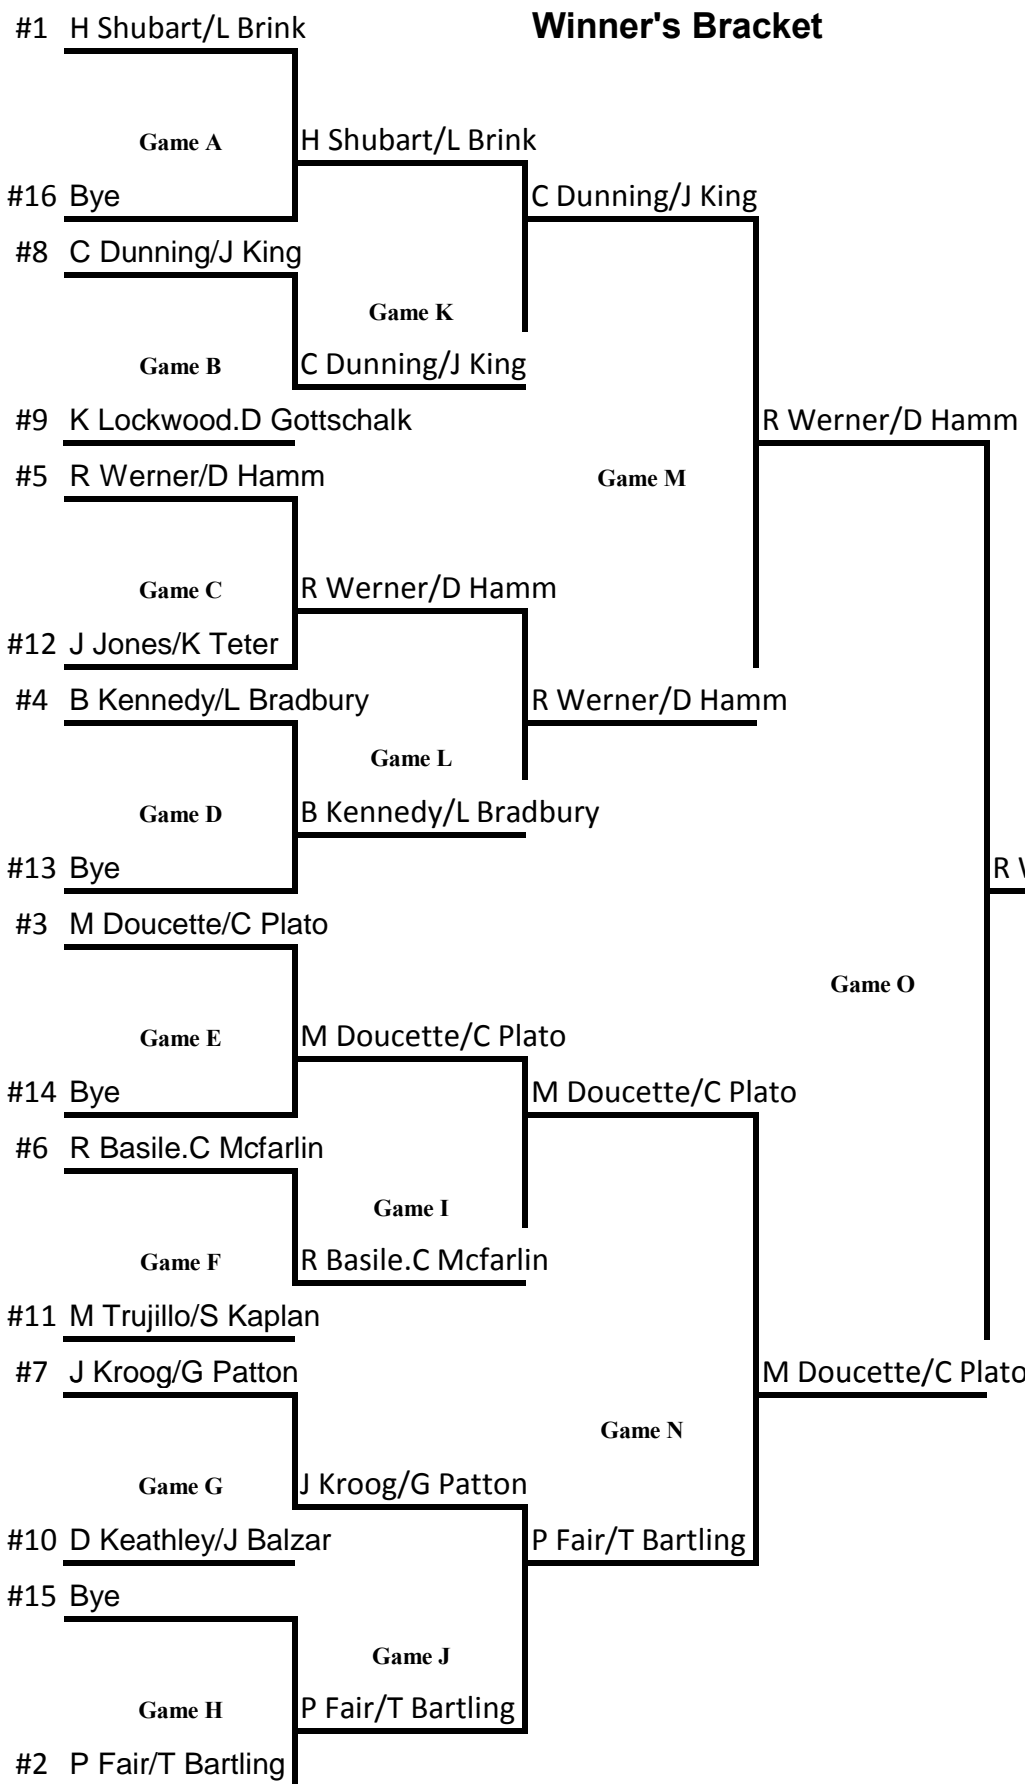 Winner's Bracket
#1 H Shubart/L Brink
Game A
H Shubart/L Brink
#16 Bye
C Dunning/J King
#8 C Dunning/J King
Game K
Game B
C Dunning/J King
#9 K Lockwood.D Gottschalk
R Werner/D Hamm
#5 R Werner/D Hamm
Game M
Game C
R Werner/D Hamm
#12 J Jones/K Teter
#4 B Kennedy/L Bradbury
R Werner/D Hamm
Game L
Game D
B Kennedy/L Bradbury
#13 Bye
R W
#3 M Doucette/C Plato
Game O
Game E
M Doucette/C Plato
#14 Bye
M Doucette/C Plato
#6 R Basile.C Mcfarlin
Game I
Game F
R Basile.C Mcfarlin
#11 M Trujillo/S Kaplan
#7 J Kroog/G Patton
M Doucette/C Plato
Game N
Game G
J Kroog/G Patton
#10 D Keathley/J Balzar
P Fair/T Bartling
#15 Bye
Game J
Game H
P Fair/T Bartling
#2 P Fair/T Bartling